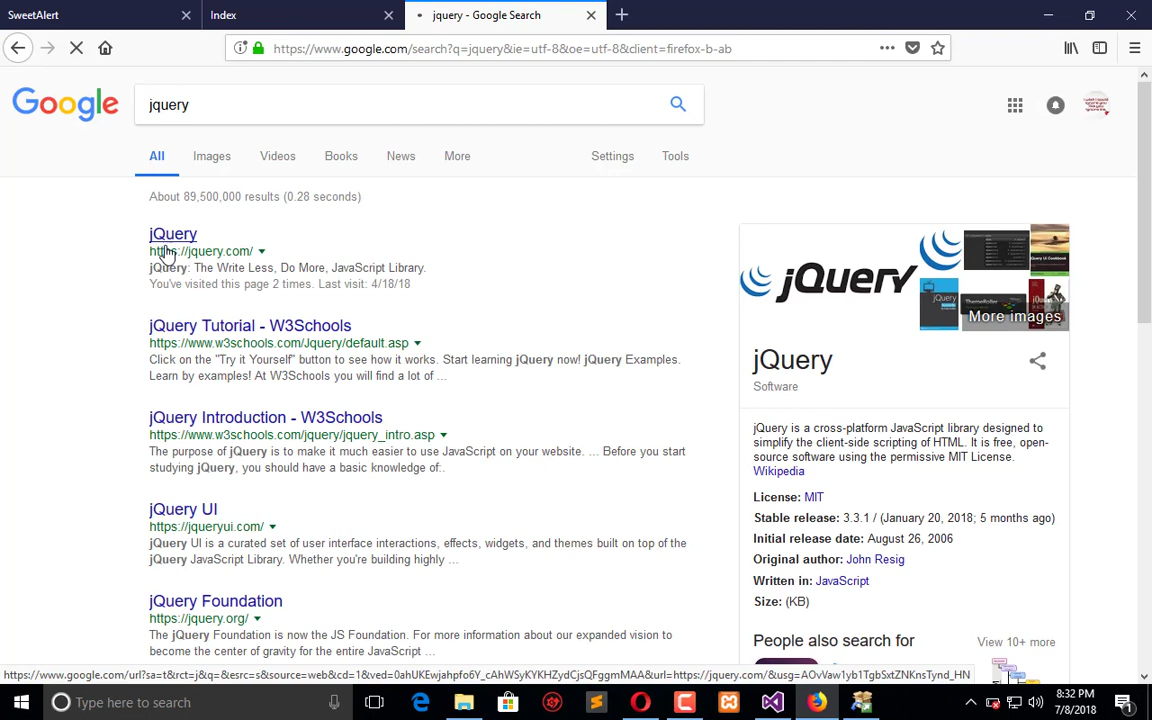 SweetAlert
Index
jquery - Google Search
https://www.google.com/search?q=jquery&ie=utf-8&oe=utf-8&client=firefox-b-ab
Google
jquery
All
Images
Videos
Books
News
More
Settings
Tools
About 89,500,000 results (0.28 seconds)
jQuery
https://jquery.com/
jQuery: The Write Less, Do More, JavaScript Library.
You've visited this page 2 times. Last visit: 4/18/18
jQuery Tutorial - W3Schools
https://www.w3schools.com/Jquery/default.asp
Click on the "Try it Yourself" button to see how it works. Start learning jQuery now! jQuery Examples.
Learn by examples! At W3Schools you will find a lot of ...
jQuery Introduction - W3Schools
https://www.w3schools.com/jquery/jquery_intro.asp
The purpose of jQuery is to make it much easier to use JavaScript on your website. ... Before you start
studying jQuery, you should have a basic knowledge of:.
jQuery UI
https://jqueryui.com/
jQuery UI is a curated set of user interface interactions, effects, widgets, and themes built on top of the
jQuery JavaScript Library. Whether you're building highly ...
jQuery Foundation
https://jquery.org/
The jQuery Foundation is now the JS Foundation. For more information about our expanded vision to
become the center of gravity for the entire JavaScript ...
jQuery
More images
jQuery
Software
jQuery is a cross-platform JavaScript library designed to
simplify the client-side scripting of HTML. It is free, open-
source software using the permissive MIT License.
Wikipedia
License: MIT
Stable release: 3.3.1 / (January 20, 2018; 5 months ago)
Initial release date: August 26, 2006
Original author: John Resig
Written in: JavaScript
Size: (KB)
People also search for
View 10+ more
Type here to search
8:32 PM
7/8/2018